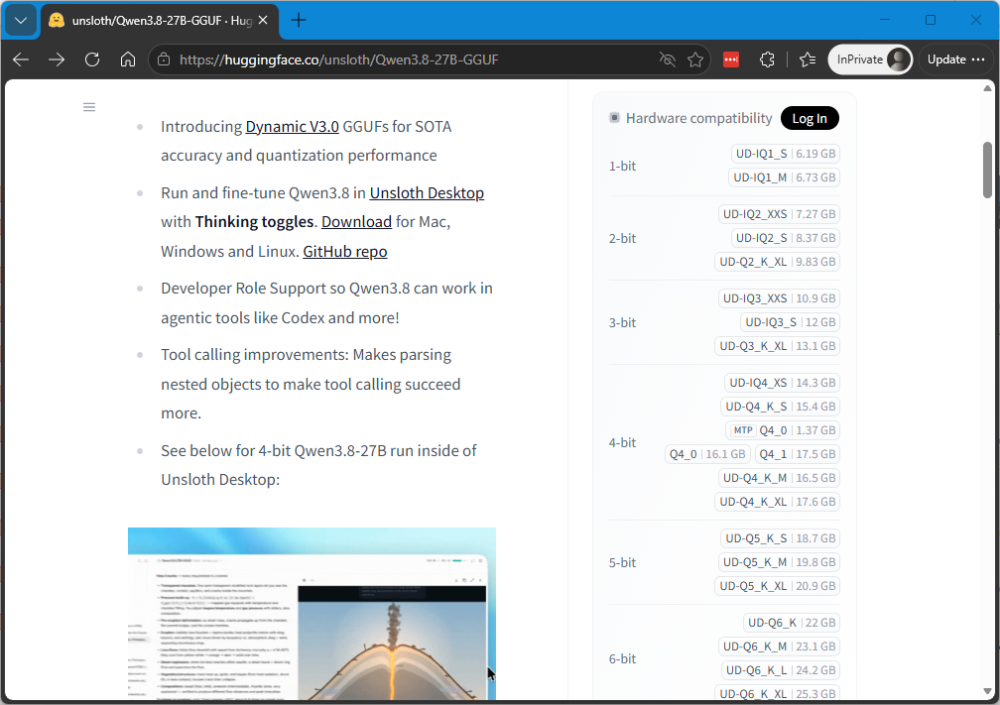 unsloth/Qwen3.8-27B-GGUF · Hug
https://huggingface.co/unsloth/Qwen3.8-27B-GGUF
InPrivate
Update
Introducing Dynamic V3.0 GGUFs for SOTA
accuracy and quantization performance
Run and fine-tune Qwen3.8 in Unsloth Desktop
with Thinking toggles. Download for Mac,
Windows and Linux. GitHub repo
Developer Role Support so Qwen3.8 can work in
agentic tools like Codex and more!
Tool calling improvements: Makes parsing
nested objects to make tool calling succeed
more.
See below for 4-bit Qwen3.8-27B run inside of
Unsloth Desktop:
Hardware compatibility Log In
1-bit
UD-IQ1_S 6.19 GB
UD-IQ1_M 6.73 GB
2-bit
UD-IQ2_XXS 7.27 GB
UD-IQ2_S 8.37 GB
UD-Q2_K_XL 9.83 GB
3-bit
UD-IQ3_XXS 10.9 GB
UD-IQ3_S 12 GB
UD-Q3_K_XL 13.1 GB
4-bit
UD-IQ4_XS 14.3 GB
UD-Q4_K_S 15.4 GB
MTP Q4_0 1.37 GB
Q4_0 16.1 GB Q4_1 17.5 GB
UD-Q4_K_M 16.5 GB
UD-Q4_K_XL 17.6 GB
5-bit
UD-Q5_K_S 18.7 GB
UD-Q5_K_M 19.8 GB
UD-Q5_K_XL 20.9 GB
6-bit
UD-Q6_K 22 GB
UD-Q6_K_M 23.1 GB
UD-Q6_K_L 24.2 GB
UD-Q6_K_XL 25.3 GB